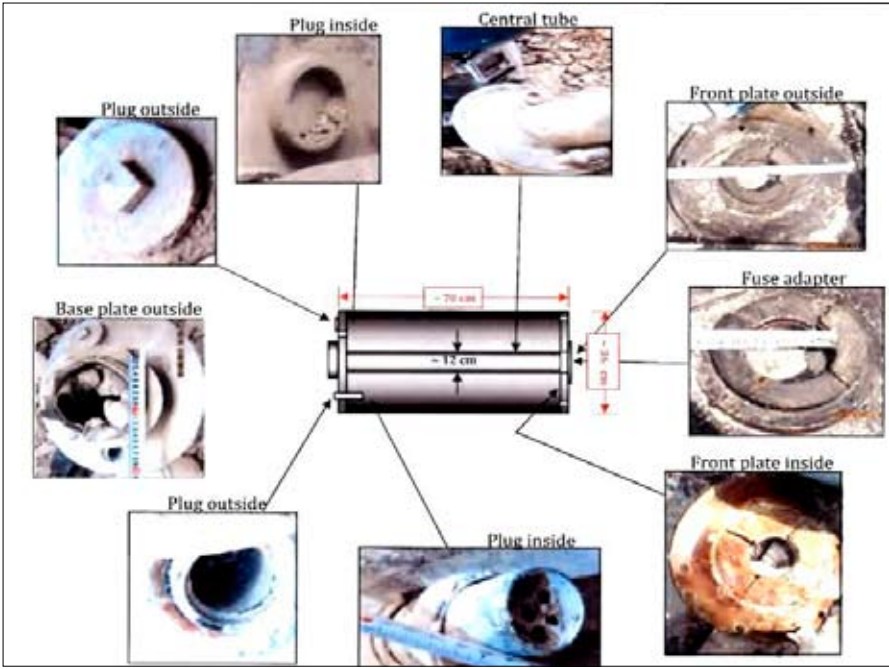 Plug inside
Central tube
Plug outside
Front plate outside
Base plate outside
~ 70 cm
Fuse adapter
~ 12 cm
cm
Plug outside
Plug inside
Front plate inside